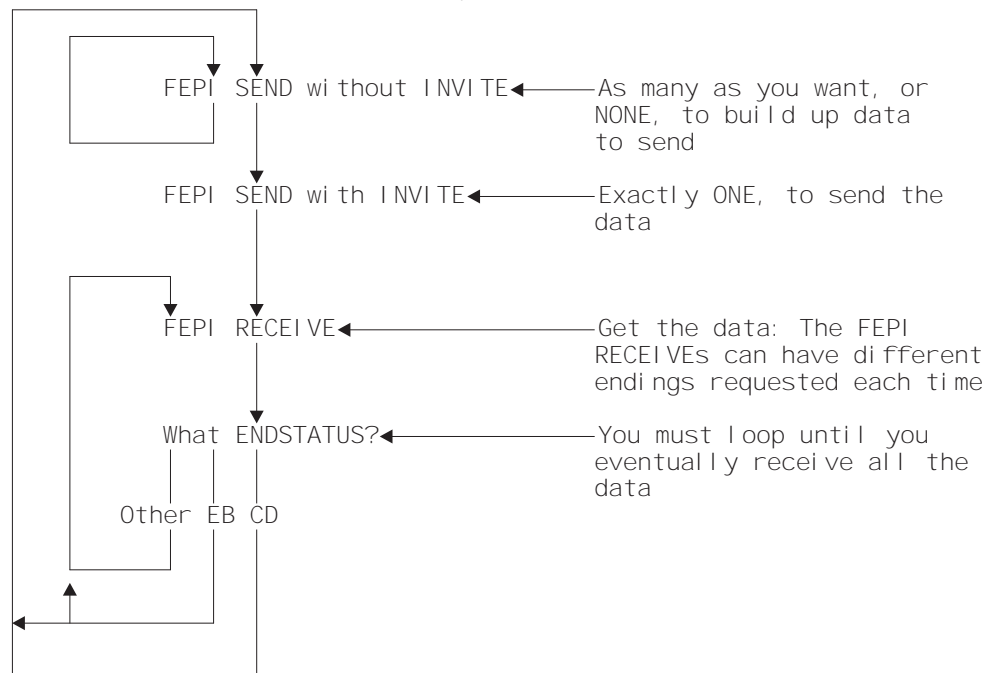 FEPI SEND without INVITE
As many as you want, or
NONE, to build up data
to send
FEPI SEND with INVITE
Exactly ONE, to send the
data
FEPI RECEIVE
Get the data: The FEPI
RECEIVEs can have different
endings requested each time
What ENDSTATUS?
You must loop until you
eventually receive all the
data
Other EB CD